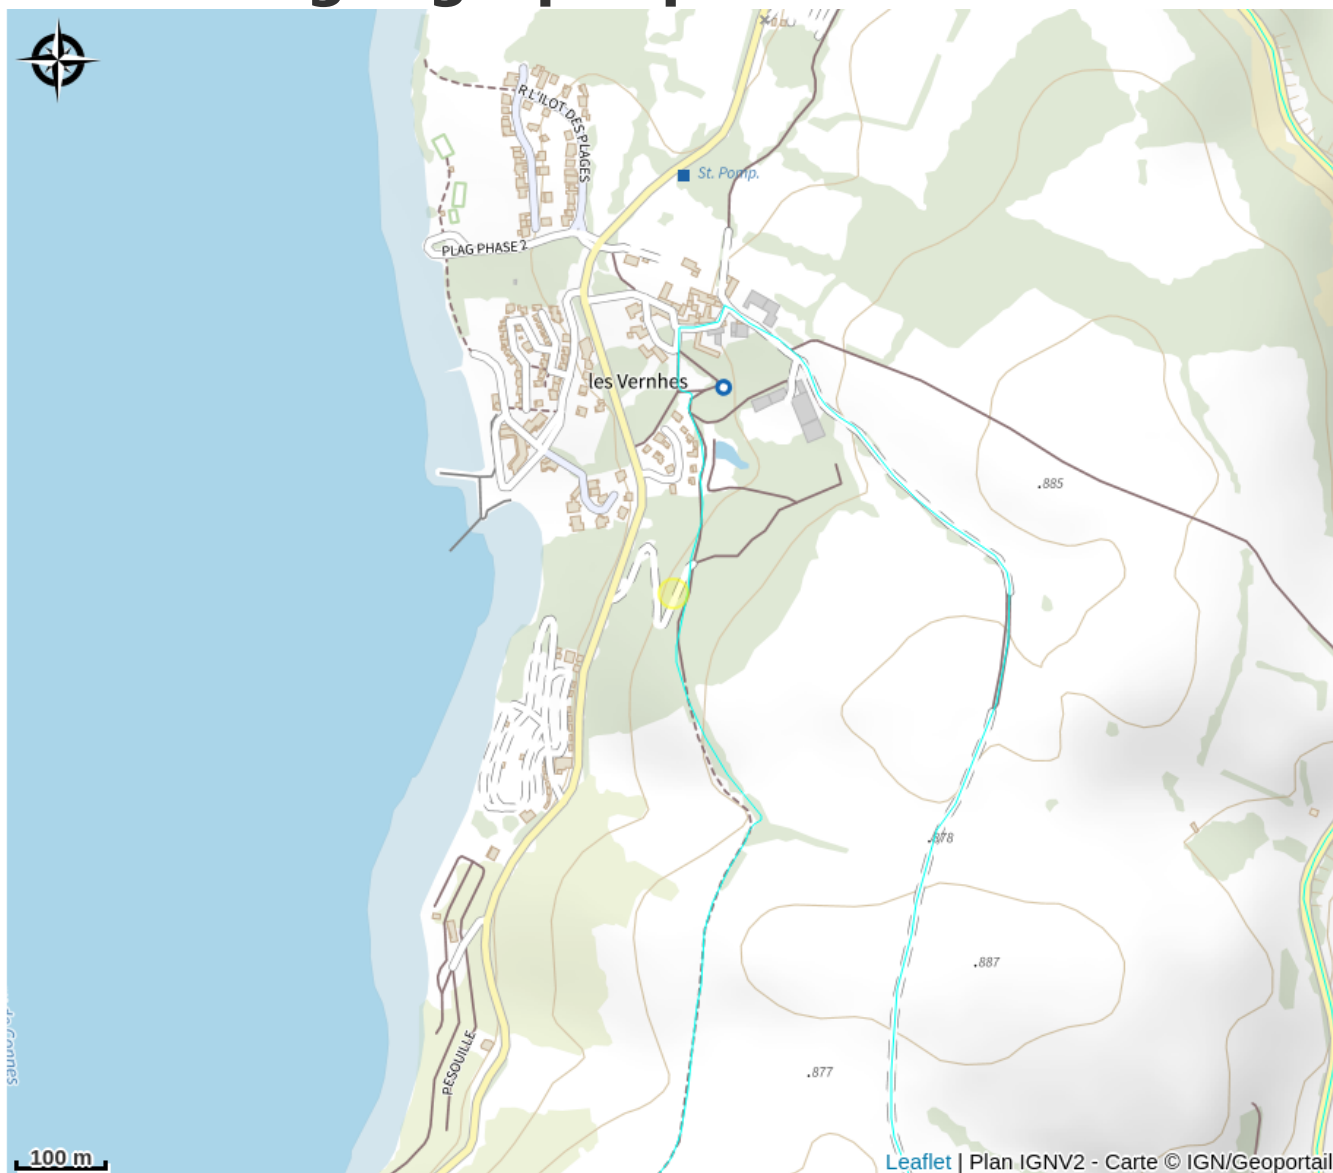 R L'ILOT DES PLAGES
St. Pomp.
PLAG PHASE 2
les Vernhes
.885
.878
.887
PESOUILLE
.877
100 m
Leaflet | Plan IGNV2 - Carte © IGN/Geoportail